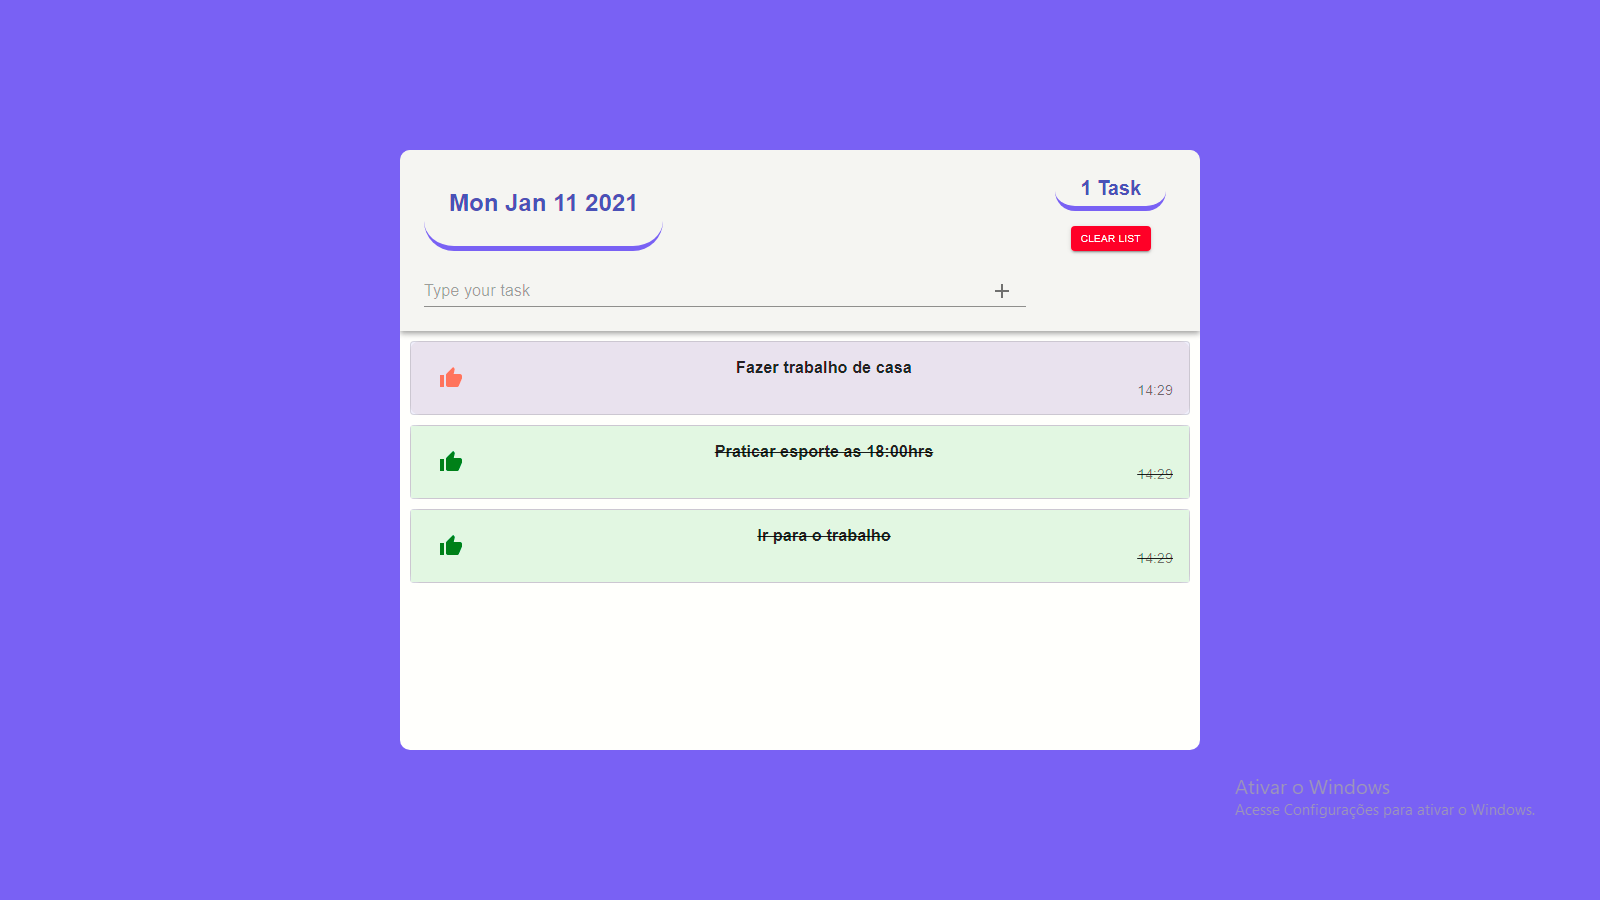 Mon Jan 11 2021
1 Task
CLEAR LIST
Type your task
Fazer trabalho de casa
14:29
Praticar esporte as 18:00hrs
14:29
Ir para o trabalho
14:29
Ativar o Windows
Acesse Configurações para ativar o Windows.